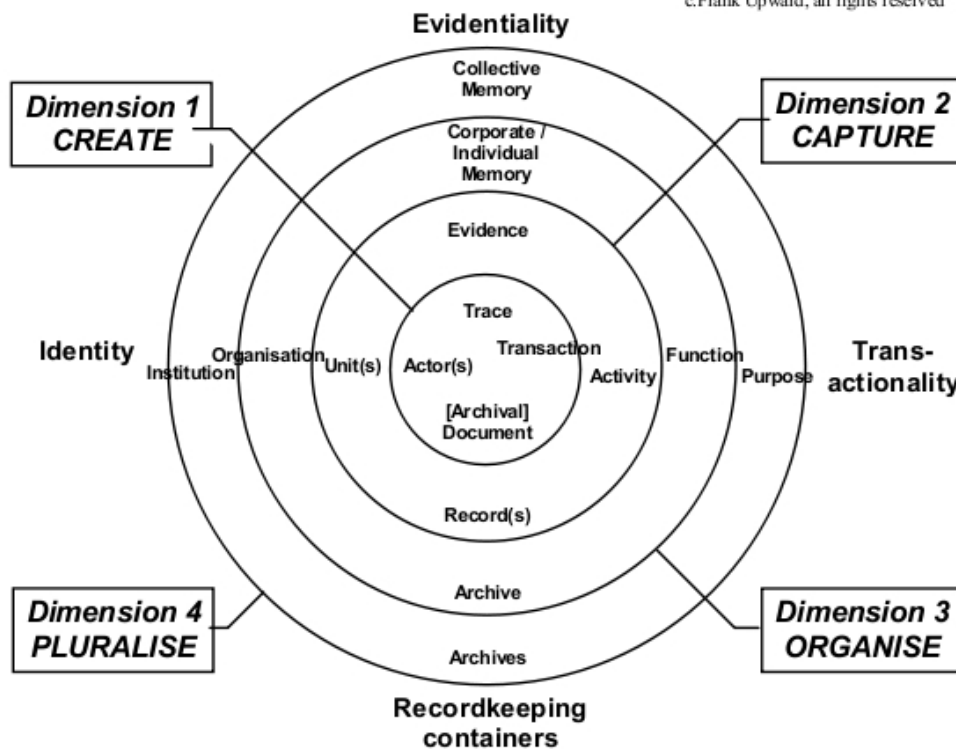 c.Frank Upward, all rights reserved
Evidentiality
Collective
Memory
Dimension 1
CREATE
Dimension 2
CAPTURE
Corporate /
Individual
Memory
Evidence
Trace
Transaction
Identity
Institution
Organisation
Unit(s)
Actor(s)
Activity
Function
Purpose
Trans-
actionality
[Archival]
Document
Record(s)
Archive
Dimension 4
PLURALISE
Dimension 3
ORGANISE
Archives
Recordkeeping
containers